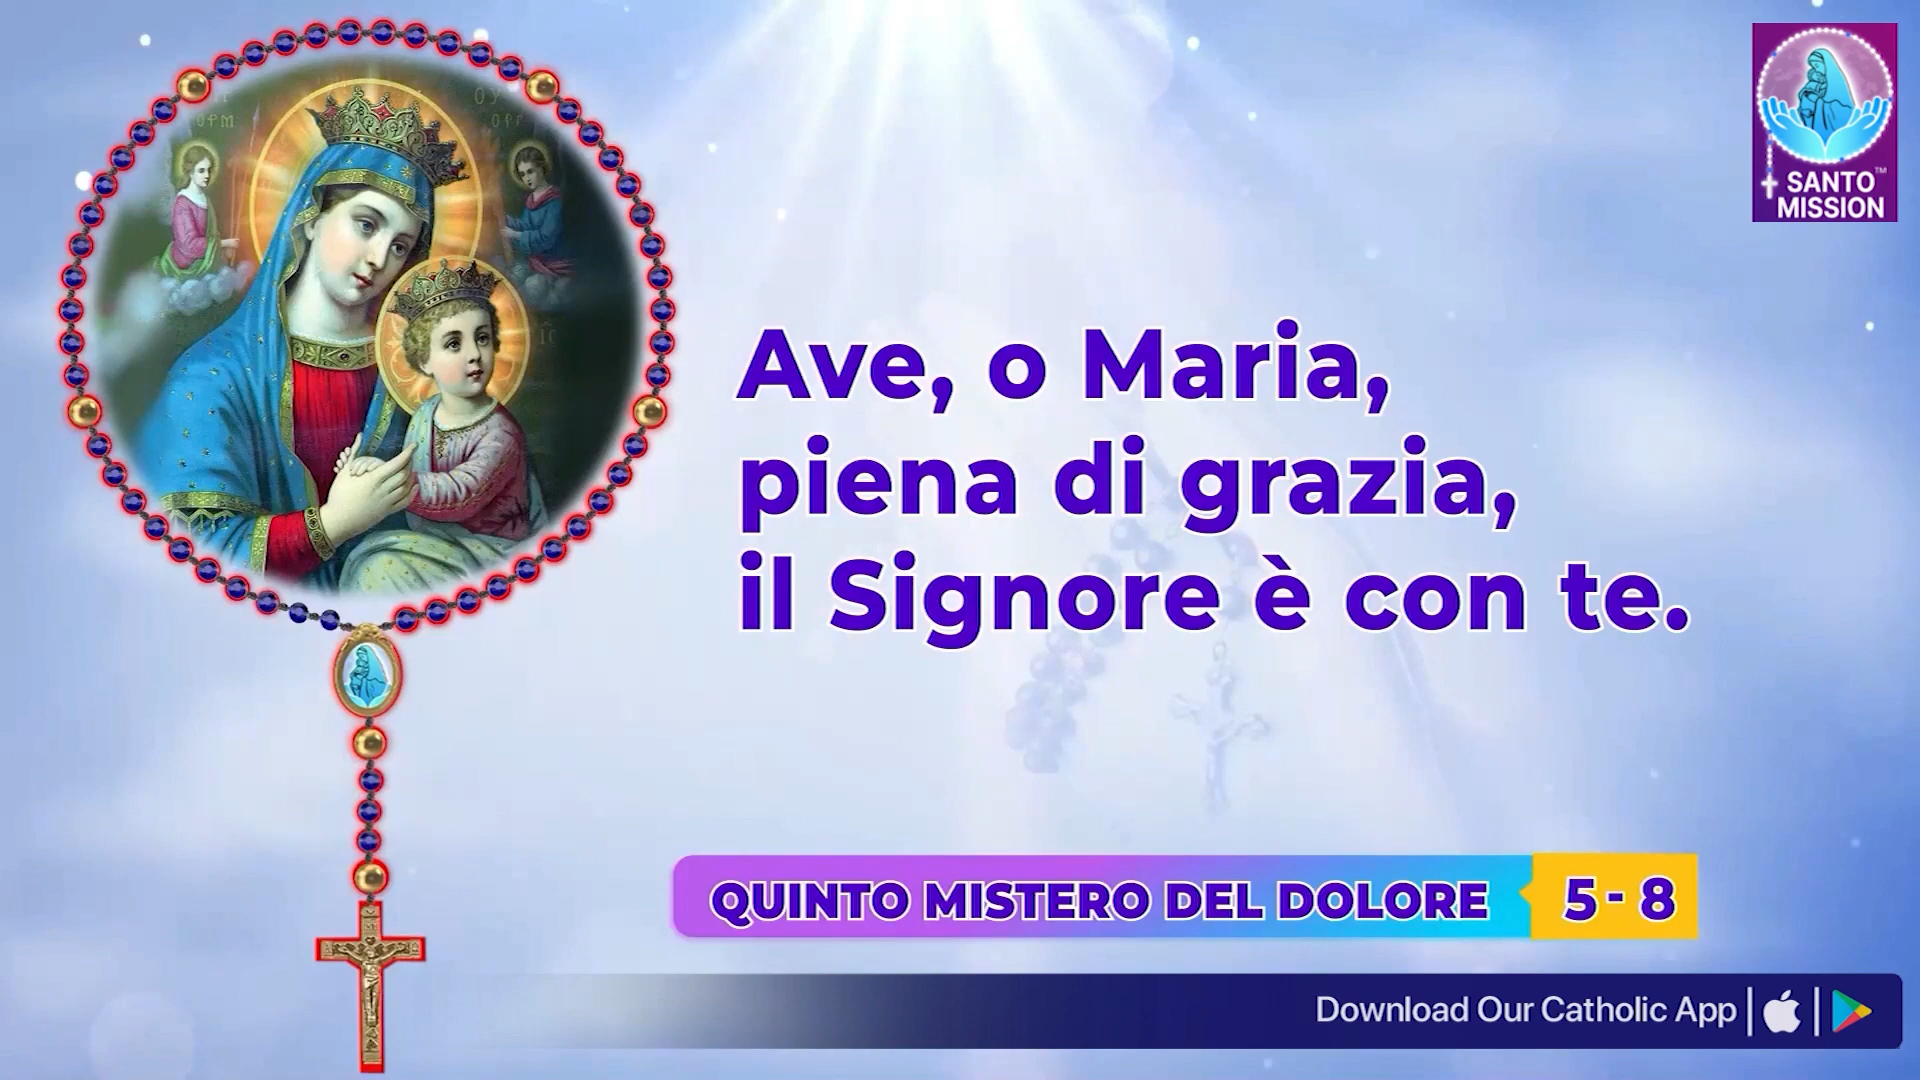 SANTO™
MISSION
Ave, o Maria,
piena di grazia,
il Signore è con te.
QUINTO MISTERO DEL DOLORE 5 - 8
Download Our Catholic App